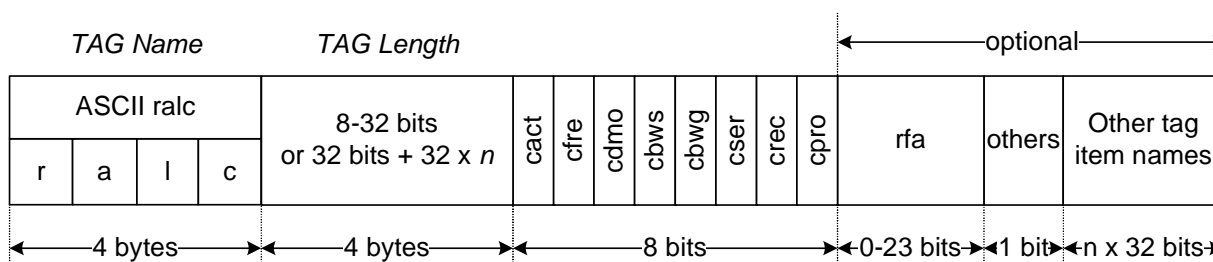 TAG Name TAG Length optional
ASCII ralc
r a l c
8-32 bits
or 32 bits + 32 x n
cact cfre cdmo cbws cbwg cser crec cpro
rfa
others
Other tag
item names
4 bytes 4 bytes 8 bits 0-23 bits 1 bit n x 32 bits